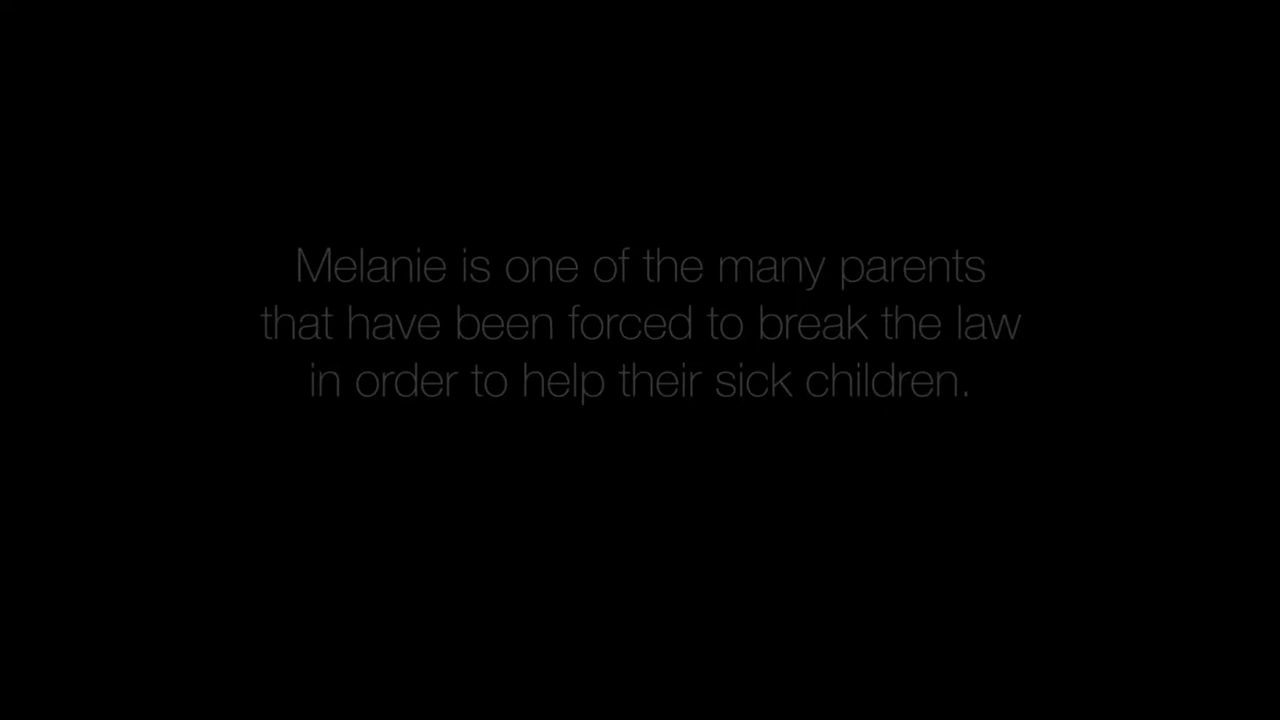 Melanie is one of the many parents
that have been forced to break the law
in order to help their sick children.